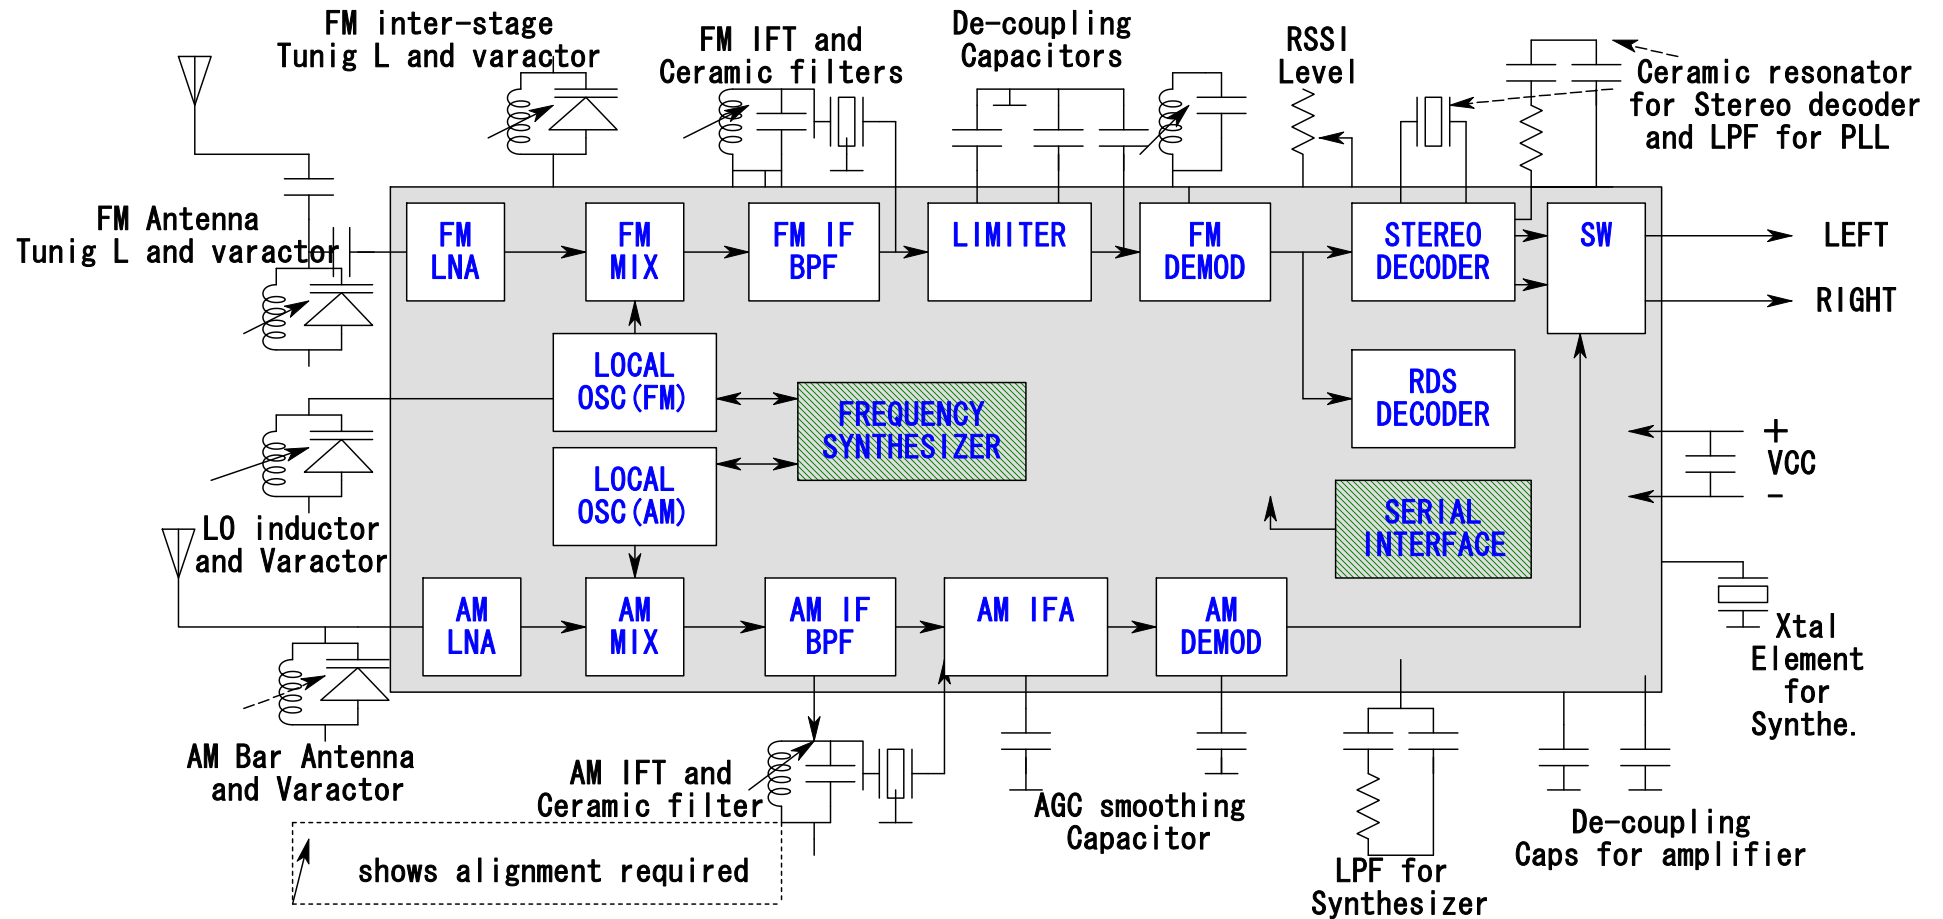 FM inter-stage
Tunig L and varactor
FM IFT and
Ceramic filters
De-coupling
Capacitors
RSSI
Level
Ceramic resonator
for Stereo decoder
and LPF for PLL
FM Antenna
Tunig L and varactor
FM
LNA
FM
MIX
FM IF
BPF
LIMITER
FM
DEMOD
STEREO
DECODER
SW
LEFT
RIGHT
LOCAL
OSC(FM)
FREQUENCY
SYNTHESIZER
RDS
DECODER
+
VCC
-
LOCAL
OSC(AM)
SERIAL
INTERFACE
LO inductor
and Varactor
AM
LNA
AM
MIX
AM IF
BPF
AM IFA
AM
DEMOD
Xtal
Element
for
Synthe.
AM Bar Antenna
and Varactor
AM IFT and
Ceramic filter
AGC smoothing
Capacitor
De-coupling
Caps for amplifier
LPF for
Synthesizer
shows alignment required